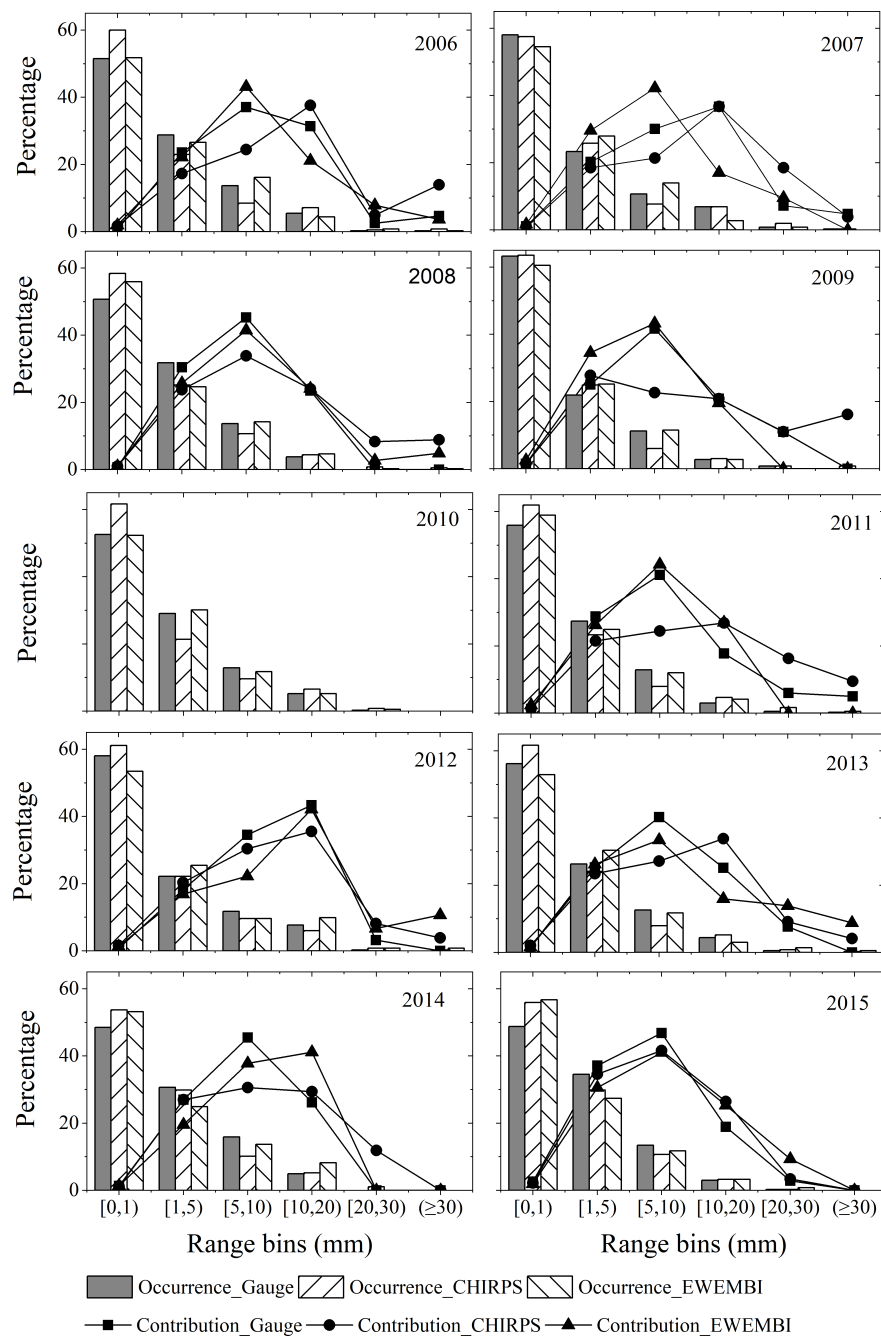 60
40
20
0
Percentage
2006
2007
60
40
20
0
Percentage
2008
2009
Percentage
2010
2011
60
40
20
0
Percentage
2012
2013
60
40
20
0
Percentage
2014
2015
[0,1) [1,5) [5,10) [10,20) [20,30) (≥30)
[0,1) [1,5) [5,10) [10,20) [20,30) (≥30)
Range bins (mm)
Range bins (mm)
Occurrence_Gauge Occurrence_CHIRPS Occurrence_EWEMBI
Contribution_Gauge Contribution_CHIRPS Contribution_EWEMBI